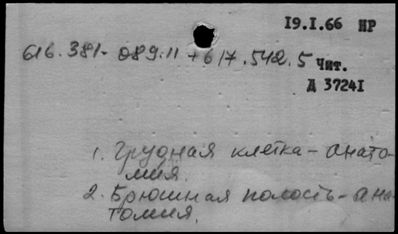 19.I.66 НР
616.381-089.11+617.542.5 Чит.
Д 37241
1. Грудная клетка - анато-
мия.
2. Брюшная полость - ана-
томия.